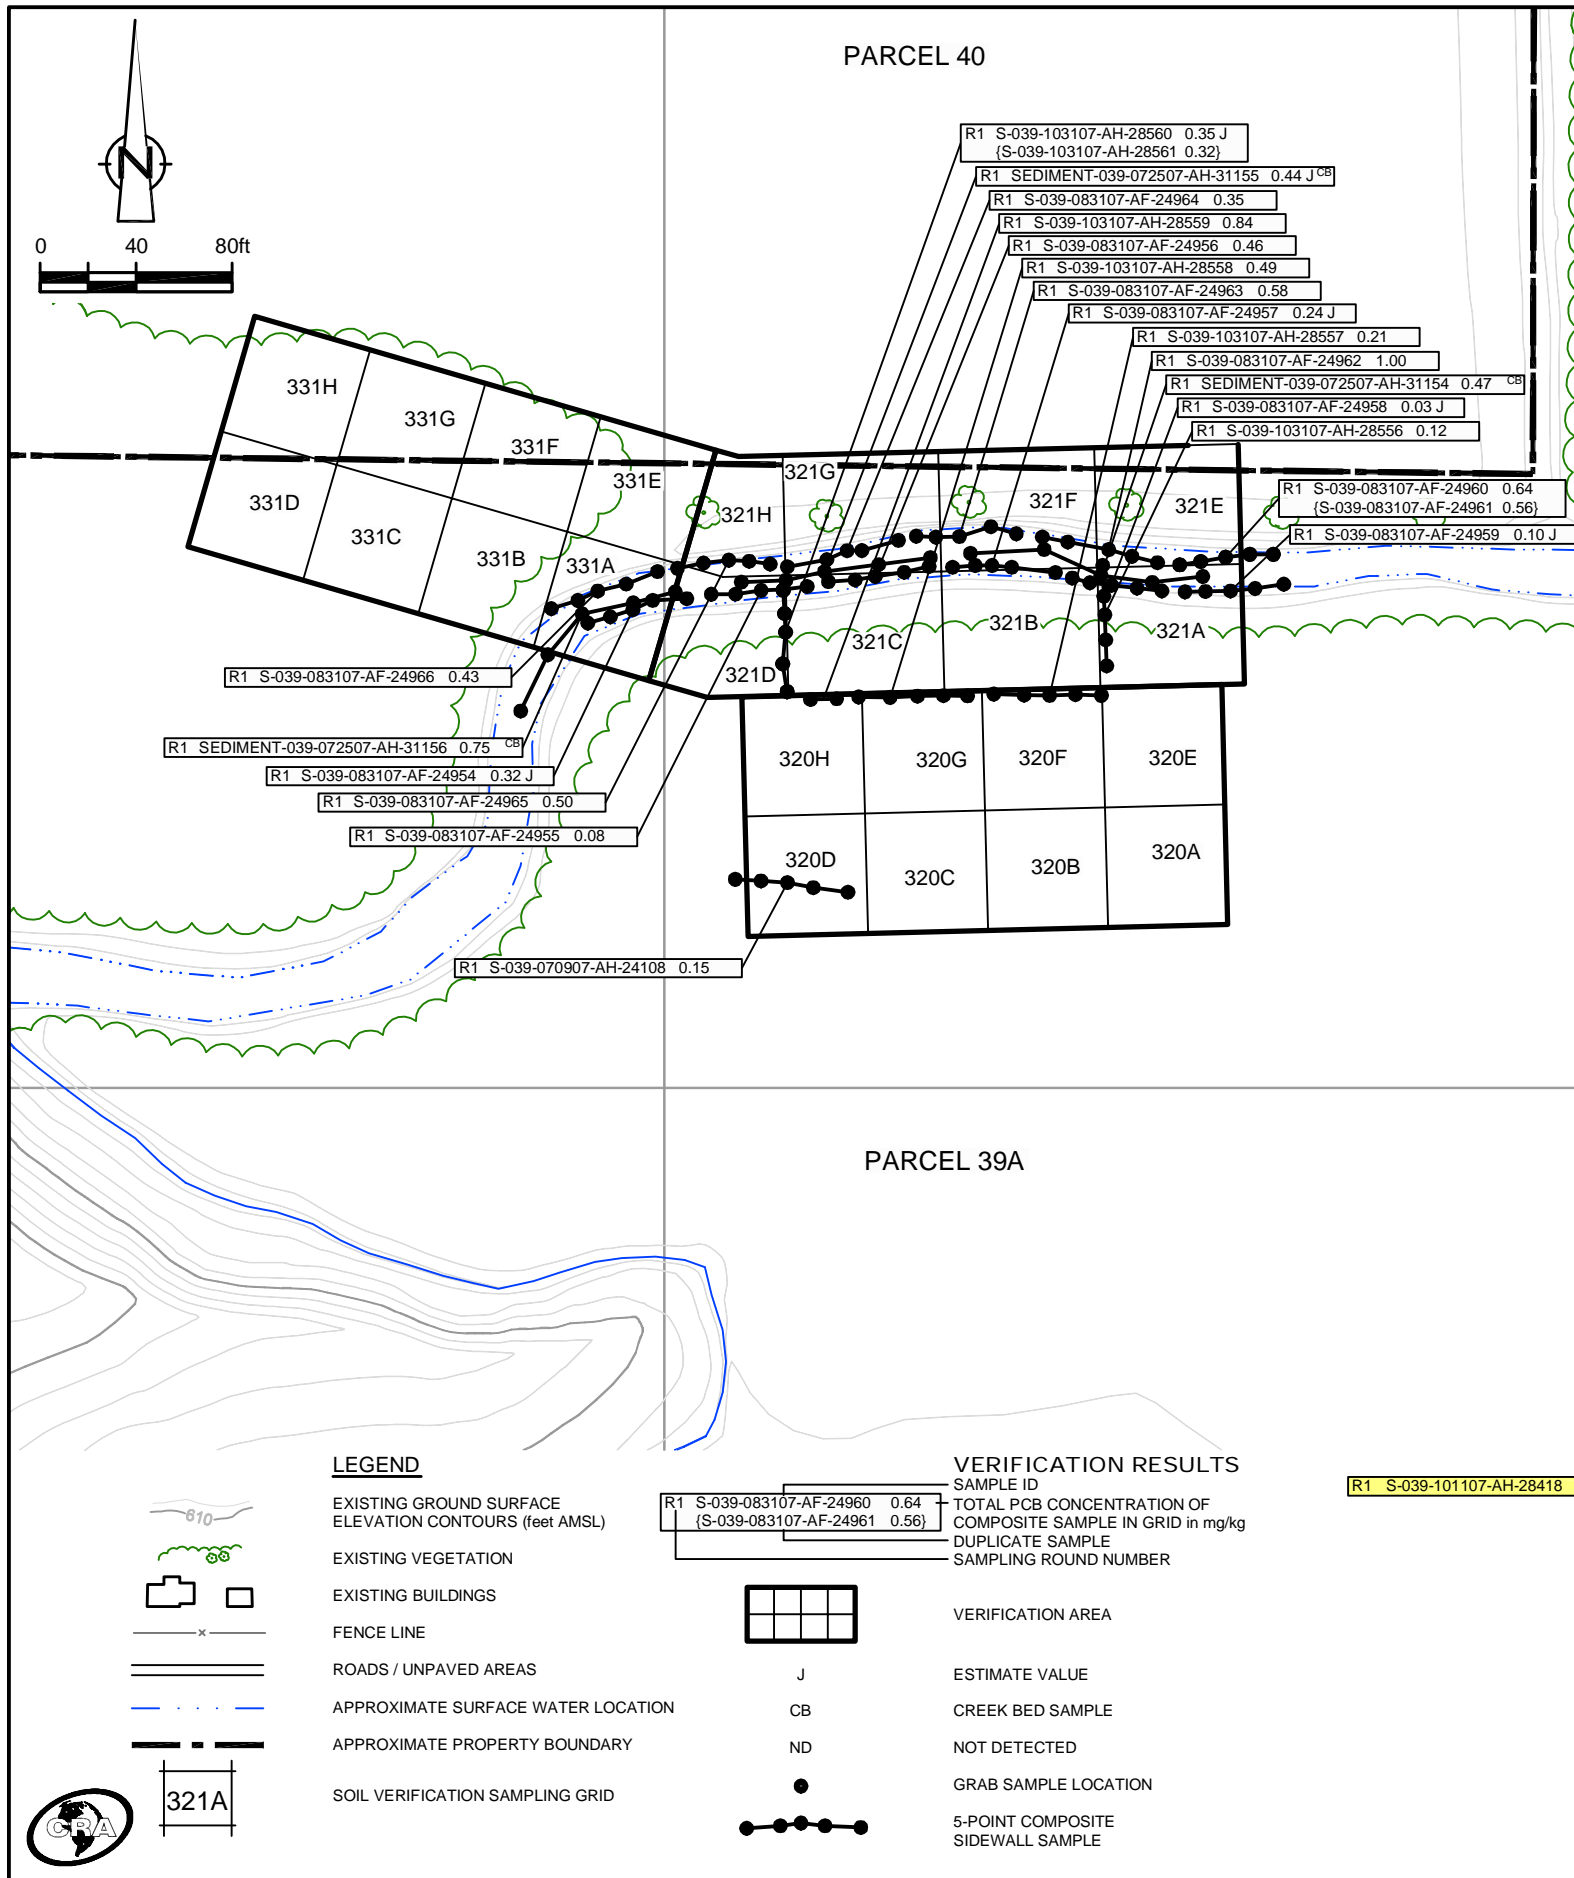 PARCEL 40
N
0 40 80ft
R1 S-039-103107-AH-28560 0.35 J
{S-039-103107-AH-28561 0.32}
R1 SEDIMENT-039-072507-AH-31155 0.44 J CB
R1 S-039-083107-AF-24964 0.35
R1 S-039-103107-AH-28559 0.84
R1 S-039-083107-AF-24956 0.46
R1 S-039-103107-AH-28558 0.49
R1 S-039-083107-AF-24963 0.58
R1 S-039-083107-AF-24957 0.24 J
R1 S-039-103107-AH-28557 0.21
R1 S-039-083107-AF-24962 1.00
R1 SEDIMENT-039-072507-AH-31154 0.47 CB
R1 S-039-083107-AF-24958 0.03 J
R1 S-039-103107-AH-28556 0.12
R1 S-039-083107-AF-24960 0.64
{S-039-083107-AF-24961 0.56}
R1 S-039-083107-AF-24959 0.10 J
331H
331G
331F
331E
331D
331C
331B
331A
321H
321G
321F
321E
321D
321C
321B
321A
R1 S-039-083107-AF-24966 0.43
R1 SEDIMENT-039-072507-AH-31156 0.75 CB
R1 S-039-083107-AF-24954 0.32 J
R1 S-039-083107-AF-24965 0.50
R1 S-039-083107-AF-24955 0.08
320H
320G
320F
320E
320D
320C
320B
320A
R1 S-039-070907-AH-24108 0.15
PARCEL 39A
LEGEND
610
EXISTING GROUND SURFACE
ELEVATION CONTOURS (feet AMSL)
EXISTING VEGETATION
EXISTING BUILDINGS
x
FENCE LINE
ROADS / UNPAVED AREAS
APPROXIMATE SURFACE WATER LOCATION
APPROXIMATE PROPERTY BOUNDARY
321A
SOIL VERIFICATION SAMPLING GRID
CRA
VERIFICATION RESULTS
R1 S-039-083107-AF-24960 0.64
{S-039-083107-AF-24961 0.56}
SAMPLE ID
TOTAL PCB CONCENTRATION OF
COMPOSITE SAMPLE IN GRID in mg/kg
DUPLICATE SAMPLE
SAMPLING ROUND NUMBER
VERIFICATION AREA
J
ESTIMATE VALUE
CB
CREEK BED SAMPLE
ND
NOT DETECTED
GRAB SAMPLE LOCATION
5-POINT COMPOSITE
SIDEWALL SAMPLE
R1 S-039-101107-AH-28418